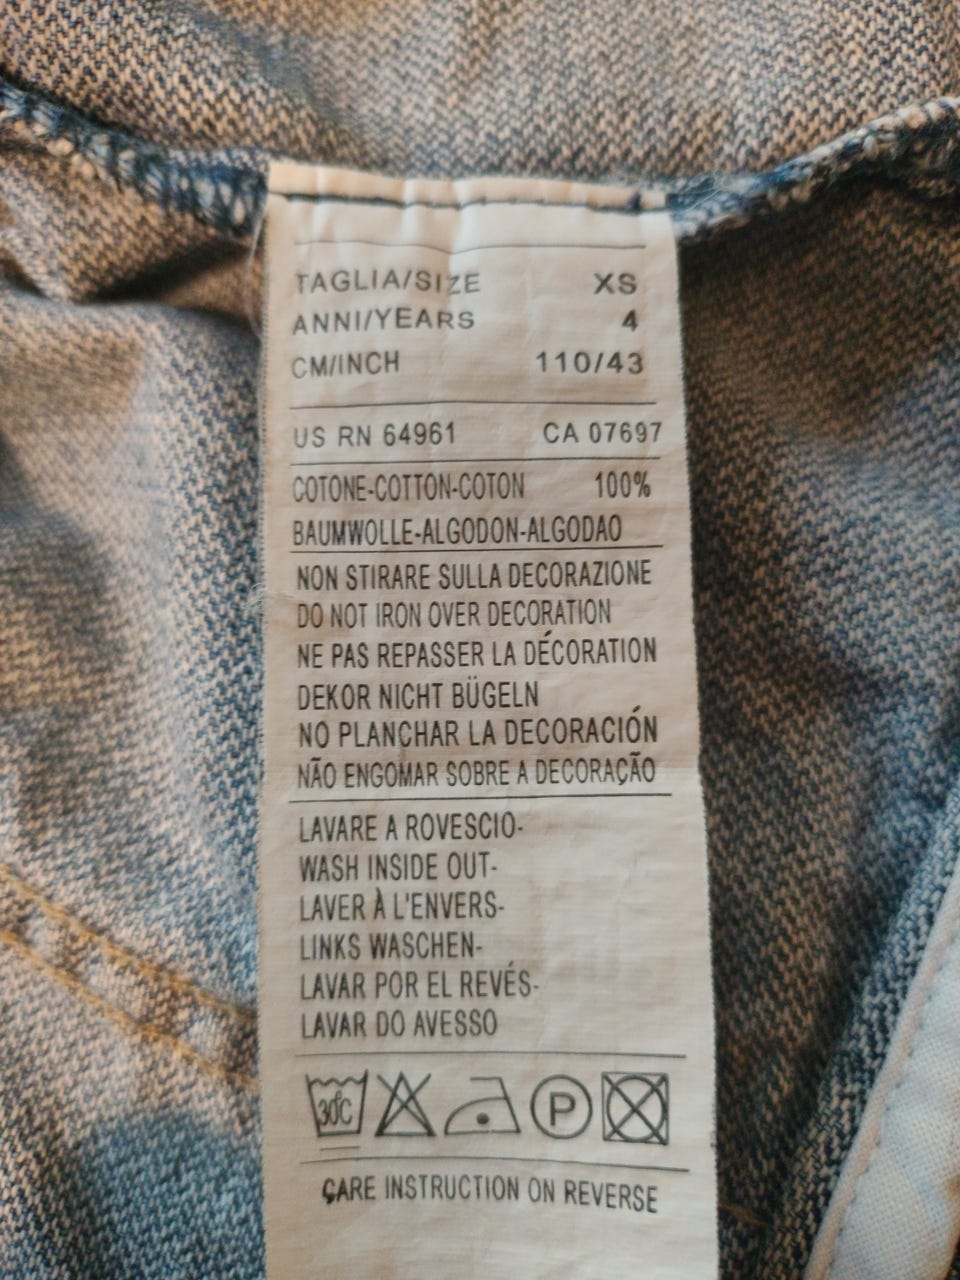 TAGLIA/SIZE XS
ANNI/YEARS 4
CM/INCH 110/43
US RN 64961 CA 07697
COTONE-COTTON-COTON 100%
BAUMWOLLE-ALGODON-ALGODAO
NON STIRARE SULLA DECORAZIONE
DO NOT IRON OVER DECORATION
NE PAS REPASSER LA DÉCORATION
DEKOR NICHT BÜGELN
NO PLANCHAR LA DECORACIÓN
NÃO ENGOMAR SOBRE A DECORAÇÃO
LAVARE A ROVESCIO-
WASH INSIDE OUT-
LAVER À L'ENVERS-
LINKS WASCHEN-
LAVAR POR EL REVÉS-
LAVAR DO AVESSO
30°C P
CARE INSTRUCTION ON REVERSE